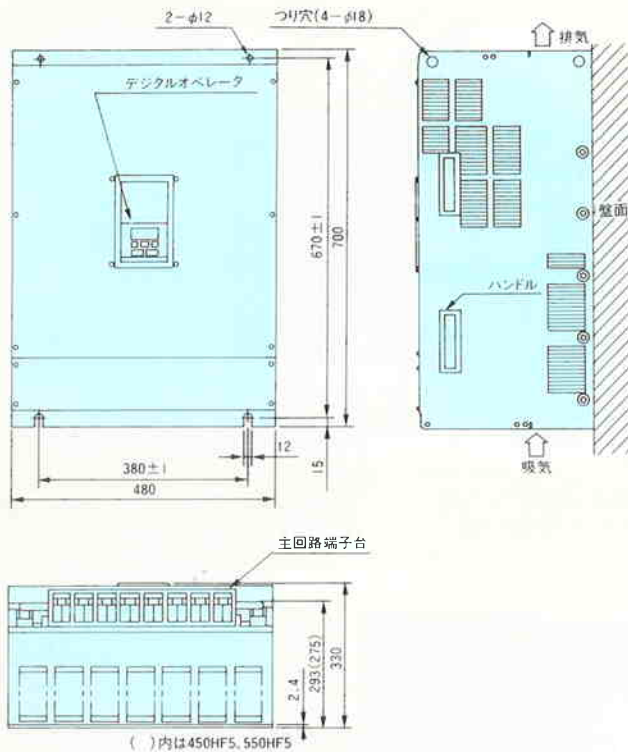 2-φ12
つり穴(4-φ18)
排気
デジタルオペレータ
670±1
700
盤面
ハンドル
12
15
380±1
480
吸気
主回路端子台
2.4
293(275)
330
( )内は450HF5, 550HF5